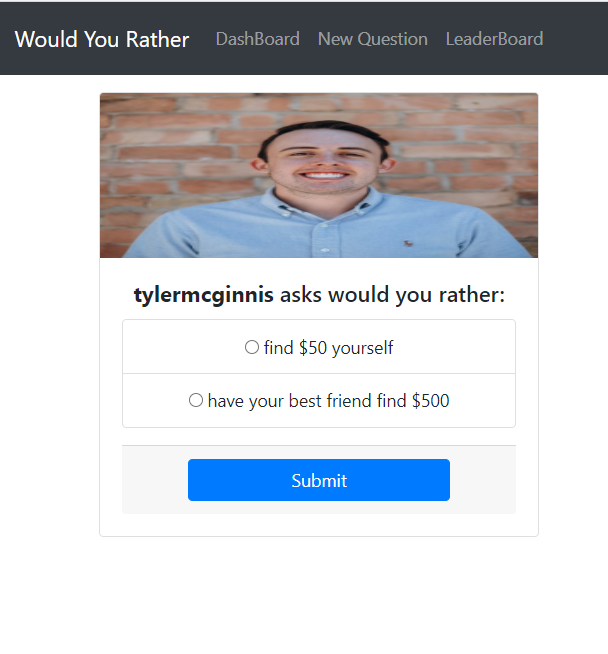 Would You Rather DashBoard New Question LeaderBoard
tylermcginnis asks would you rather:
find $50 yourself
have your best friend find $500
Submit